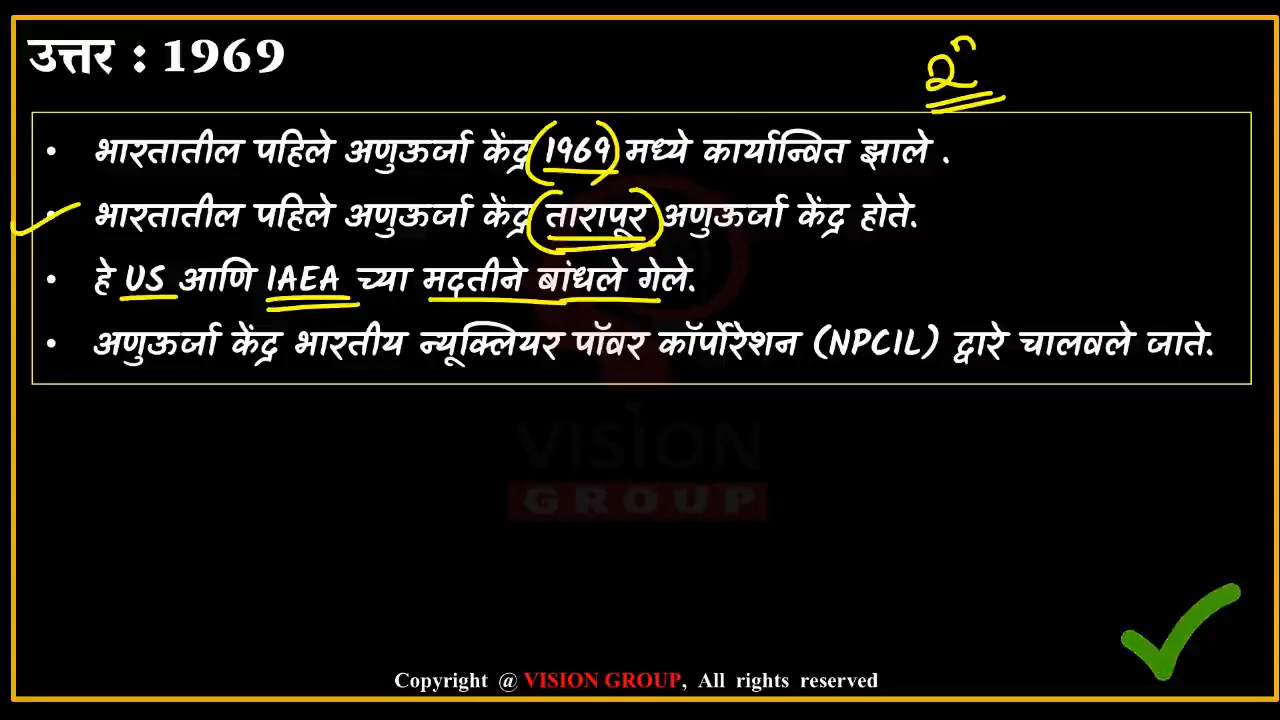 उत्तर : 1969
2
• भारतातील पहिले अणुऊर्जा केंद्र 1969 मध्ये कार्यान्वित झाले .
• भारतातील पहिले अणुऊर्जा केंद्र तारापूर अणुऊर्जा केंद्र होते.
• हे US आणि IAEA च्या मदतीने बांधले गेले.
• अणुऊर्जा केंद्र भारतीय न्यूक्लियर पॉवर कॉर्पोरेशन (NPCIL) द्वारे चालवले जाते.
VISION
GROUP
Copyright @ VISION GROUP, All rights reserved